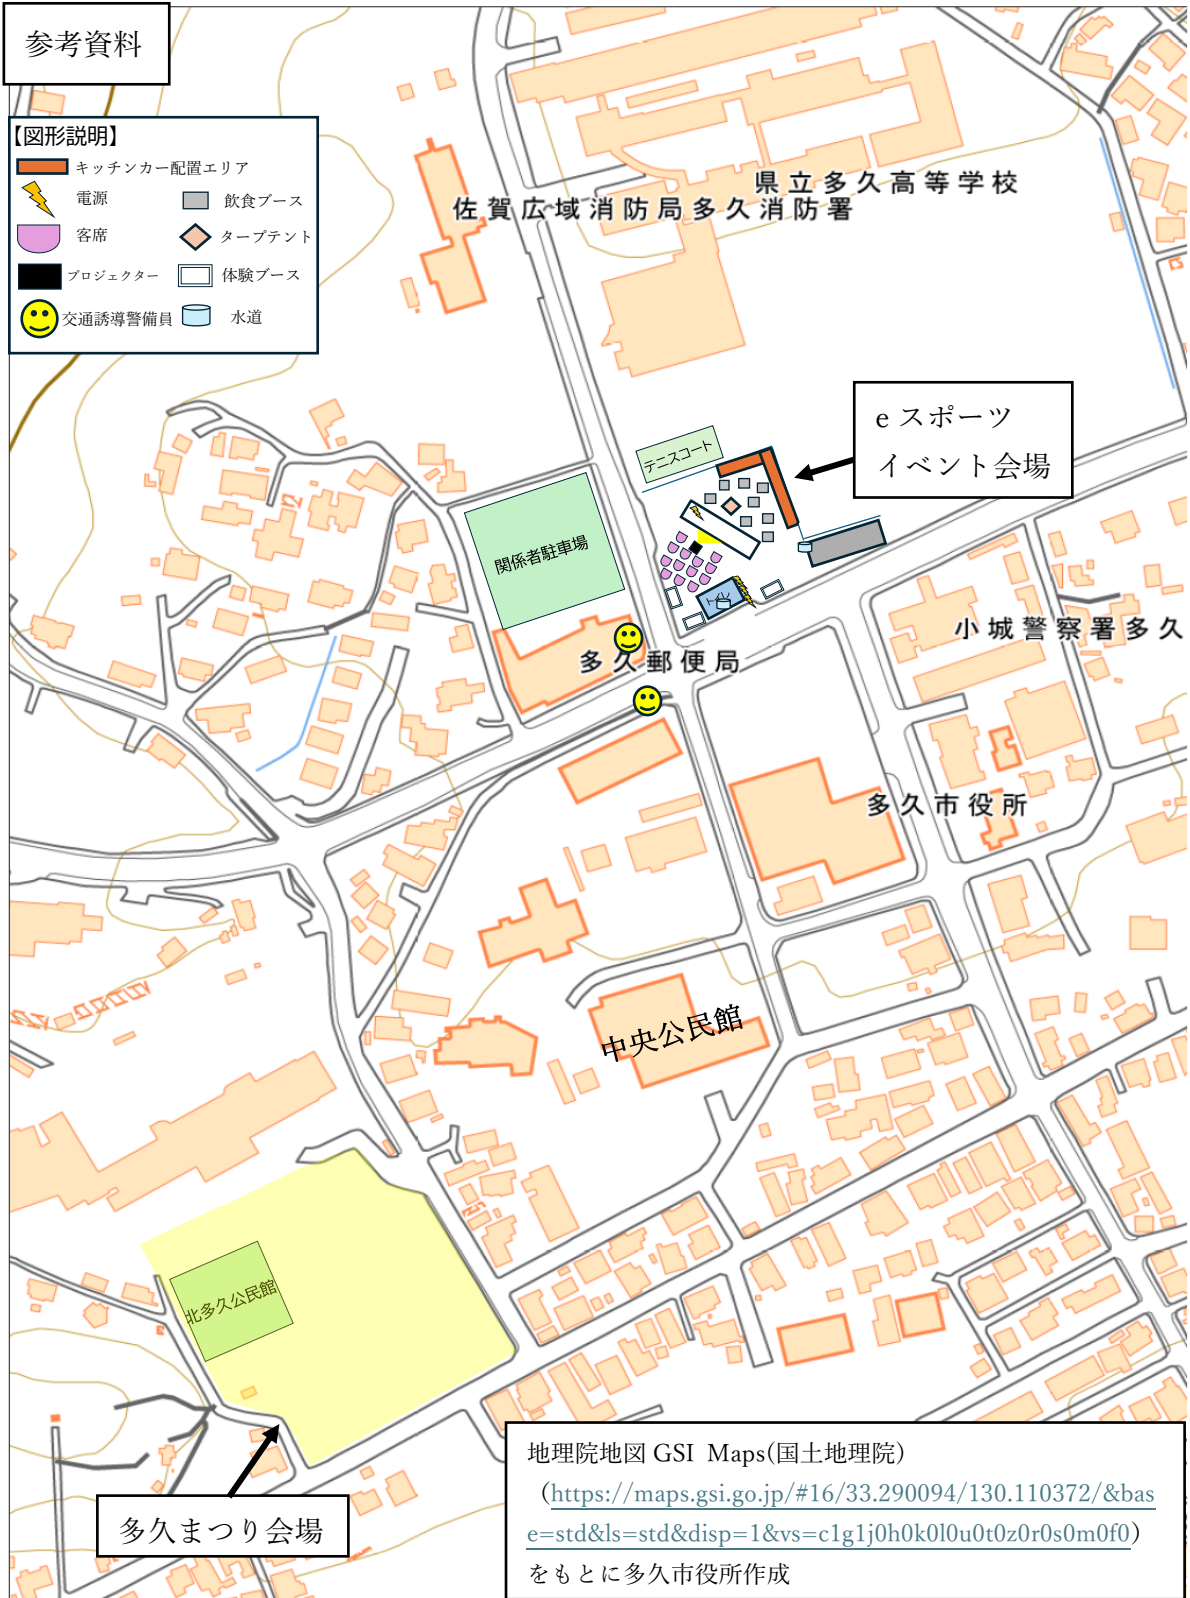 参考資料
【図形説明】
キッチンカー配置エリア
電源
飲食ブース
客席
タープテント
プロジェクター
体験ブース
交通誘導警備員
水道
県立多久高等学校
佐賀広域消防局多久消防署
eスポーツ
イベント会場
テニスコート
関係者駐車場
小城警察署多久
多久郵便局
多久市役所
中央公民館
北多久公民館
多久まつり会場
地理院地図 GSI Maps(国土地理院)
(https://maps.gsi.go.jp/#16/33.290094/130.110372/&bas
e=std&ls=std&disp=1&vs=c1g1j0h0k0l0u0t0z0r0s0m0f0)
をもとに多久市役所作成